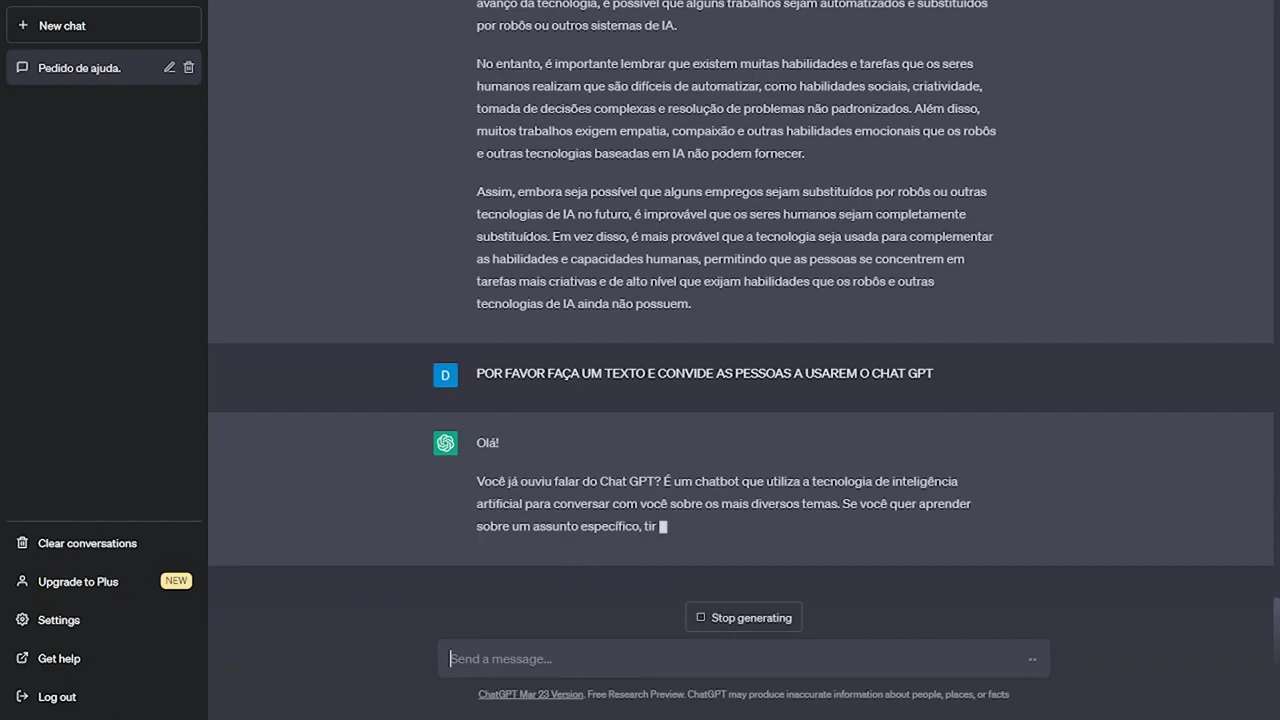 New chat
Pedido de ajuda.
avanço da tecnologia, é possível que alguns trabalhos sejam automatizados e substituídos
por robôs ou outros sistemas de IA.
No entanto, é importante lembrar que existem muitas habilidades e tarefas que os seres
humanos realizam que são difíceis de automatizar, como habilidades sociais, criatividade,
tomada de decisões complexas e resolução de problemas não padronizados. Além disso,
muitos trabalhos exigem empatia, compaixão e outras habilidades emocionais que os robôs
e outras tecnologias baseadas em IA não podem fornecer.
Assim, embora seja possível que alguns empregos sejam substituídos por robôs ou outras
tecnologias de IA no futuro, é improvável que os seres humanos sejam completamente
substituídos. Em vez disso, é mais provável que a tecnologia seja usada para complementar
as habilidades e capacidades humanas, permitindo que as pessoas se concentrem em
tarefas mais criativas e de alto nível que exijam habilidades que os robôs e outras
tecnologias de IA ainda não possuem.
D
POR FAVOR FAÇA UM TEXTO E CONVIDE AS PESSOAS A USAREM O CHAT GPT
Olá!
Você já ouviu falar do Chat GPT? É um chatbot que utiliza a tecnologia de inteligência
artificial para conversar com você sobre os mais diversos temas. Se você quer aprender
sobre um assunto específico, tir
Clear conversations
Upgrade to Plus NEW
Settings
Get help
Log out
Stop generating
Send a message...
ChatGPT Mar 23 Version. Free Research Preview. ChatGPT may produce inaccurate information about people, places, or facts